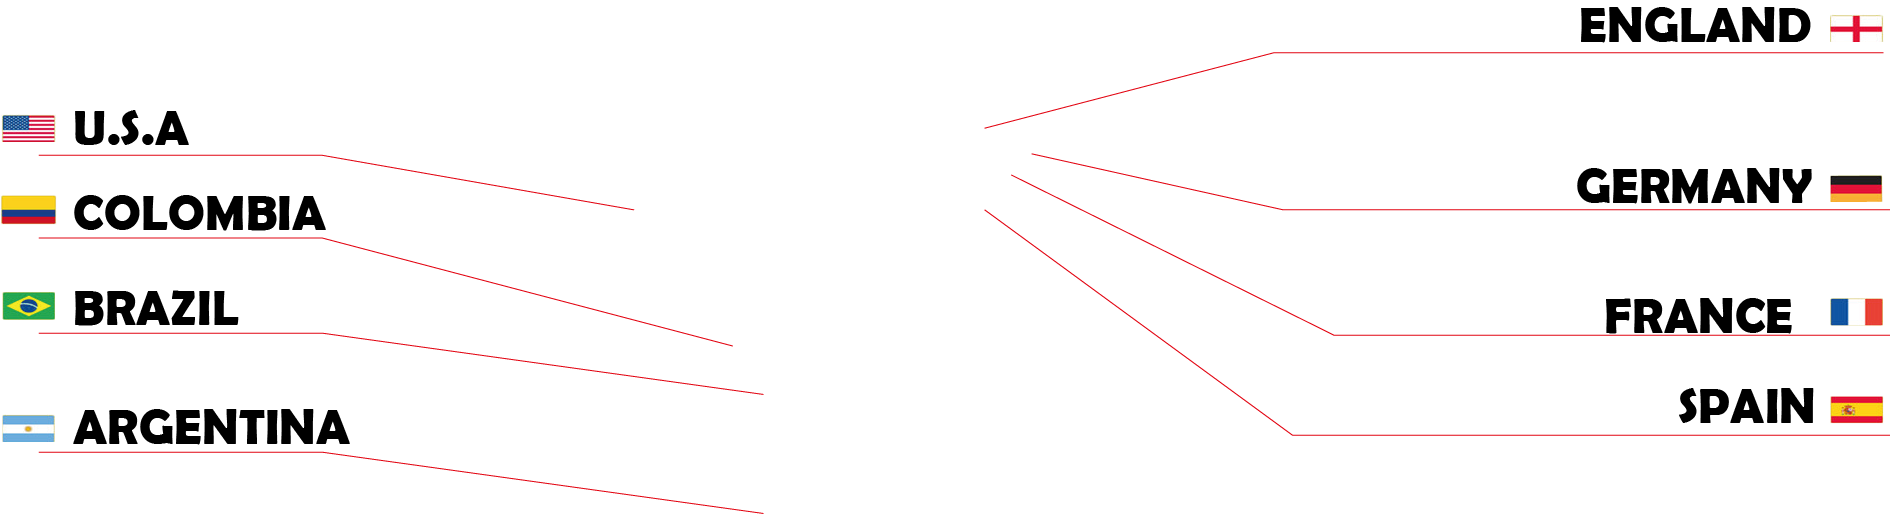 ENGLAND
U.S.A
GERMANY
COLOMBIA
BRAZIL
FRANCE
SPAIN
ARGENTINA